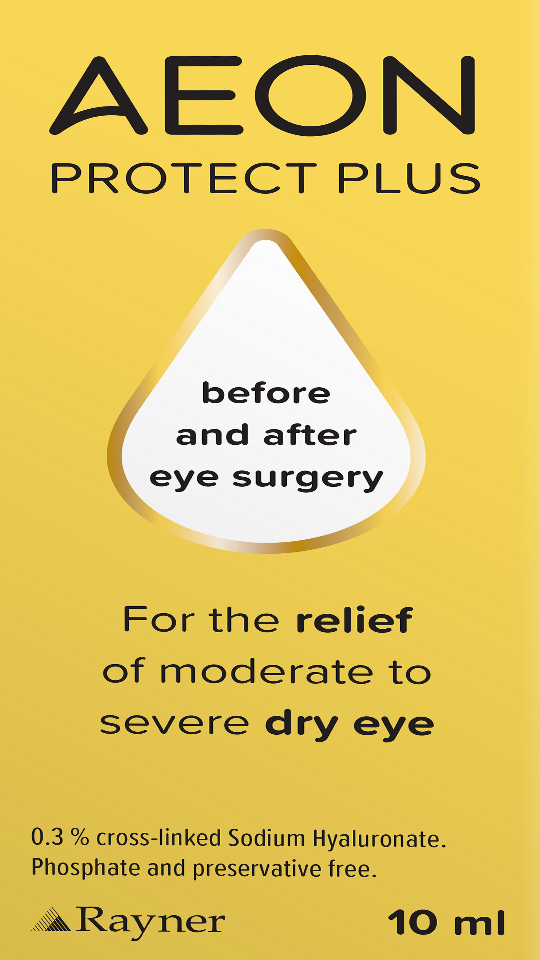 AEON
PROTECT PLUS
before
and after
eye surgery
For the relief
of moderate to
severe dry eye
0.3 % cross-linked Sodium Hyaluronate.
Phosphate and preservative free.
Rayner
10 ml